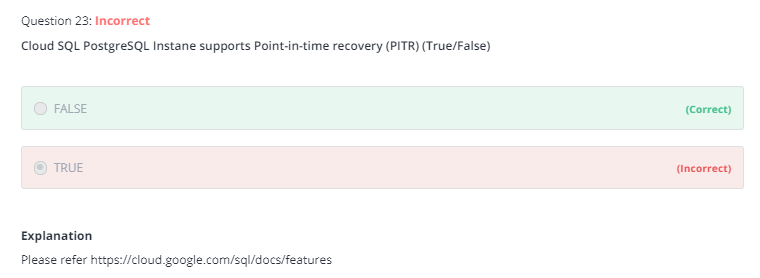 Question 23: Incorrect
Cloud SQL PostgreSQL Instane supports Point-in-time recovery (PITR) (True/False)
FALSE (Correct)
TRUE (Incorrect)
Explanation
Please refer https://cloud.google.com/sql/docs/features